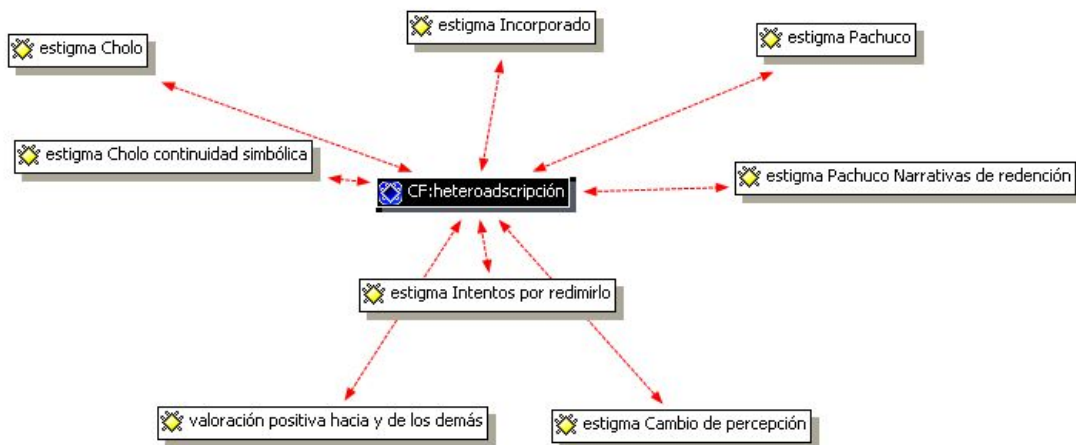 estigma Incorporado
estigma Cholo
estigma Pachuco
estigma Cholo continuidad simbólica
estigma Pachuco Narrativas de redención
CF:heteroadscripción
estigma Intentos por redimirlo
valoración positiva hacia y de los demás
estigma Cambio de percepción